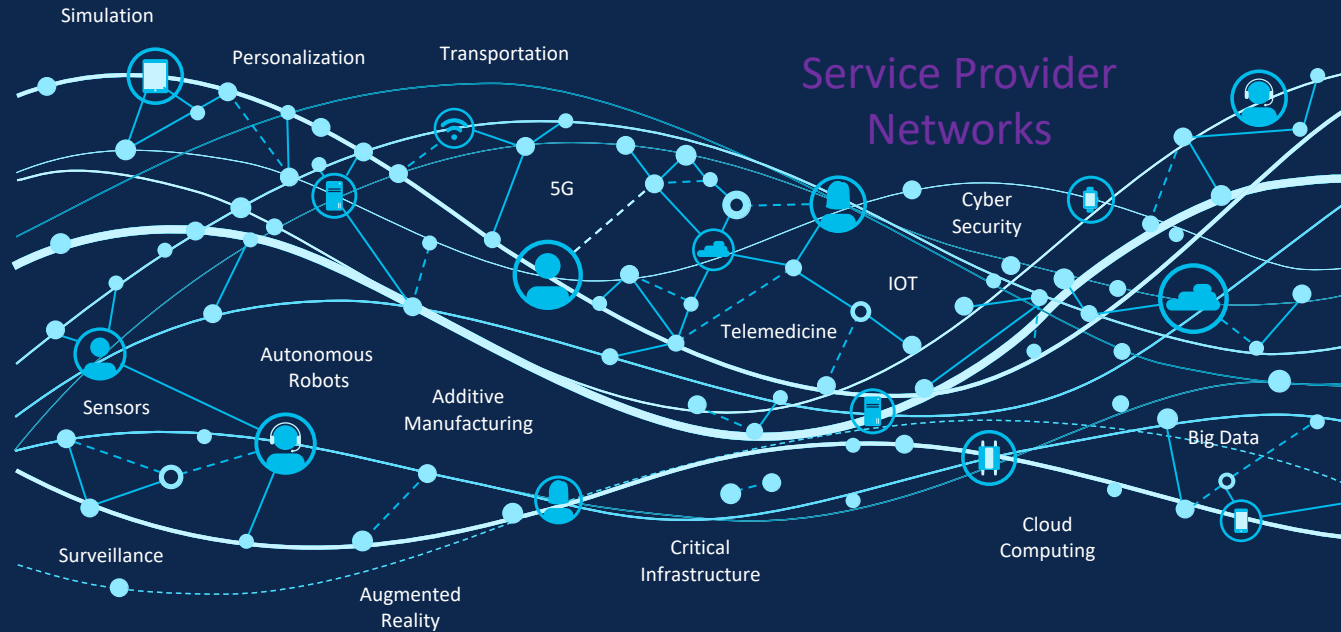 Simulation
Personalization
Transportation
Service Provider
Networks
5G
Cyber
Security
IOT
Telemedicine
Autonomous
Robots
Sensors
Additive
Manufacturing
Big Data
Surveillance
Critical
Infrastructure
Cloud
Computing
Augmented
Reality